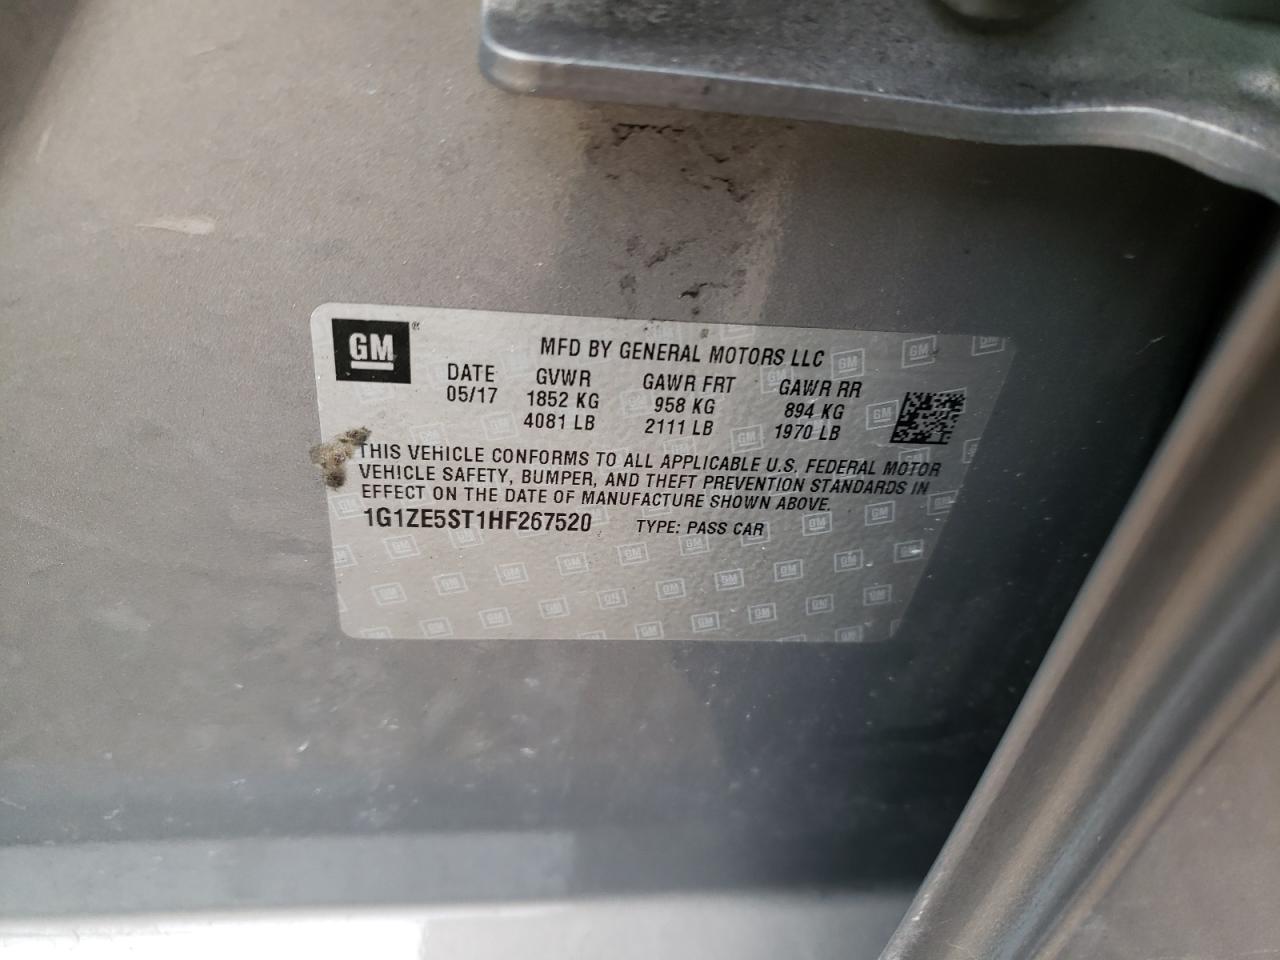 GM®
MFD BY GENERAL MOTORS LLC
DATE GVWR GAWR FRT GAWR RR
05/17 1852 KG 958 KG 894 KG
4081 LB 2111 LB 1970 LB
THIS VEHICLE CONFORMS TO ALL APPLICABLE U.S. FEDERAL MOTOR
VEHICLE SAFETY, BUMPER, AND THEFT PREVENTION STANDARDS IN
EFFECT ON THE DATE OF MANUFACTURE SHOWN ABOVE.
1G1ZE5ST1HF267520 TYPE: PASS CAR